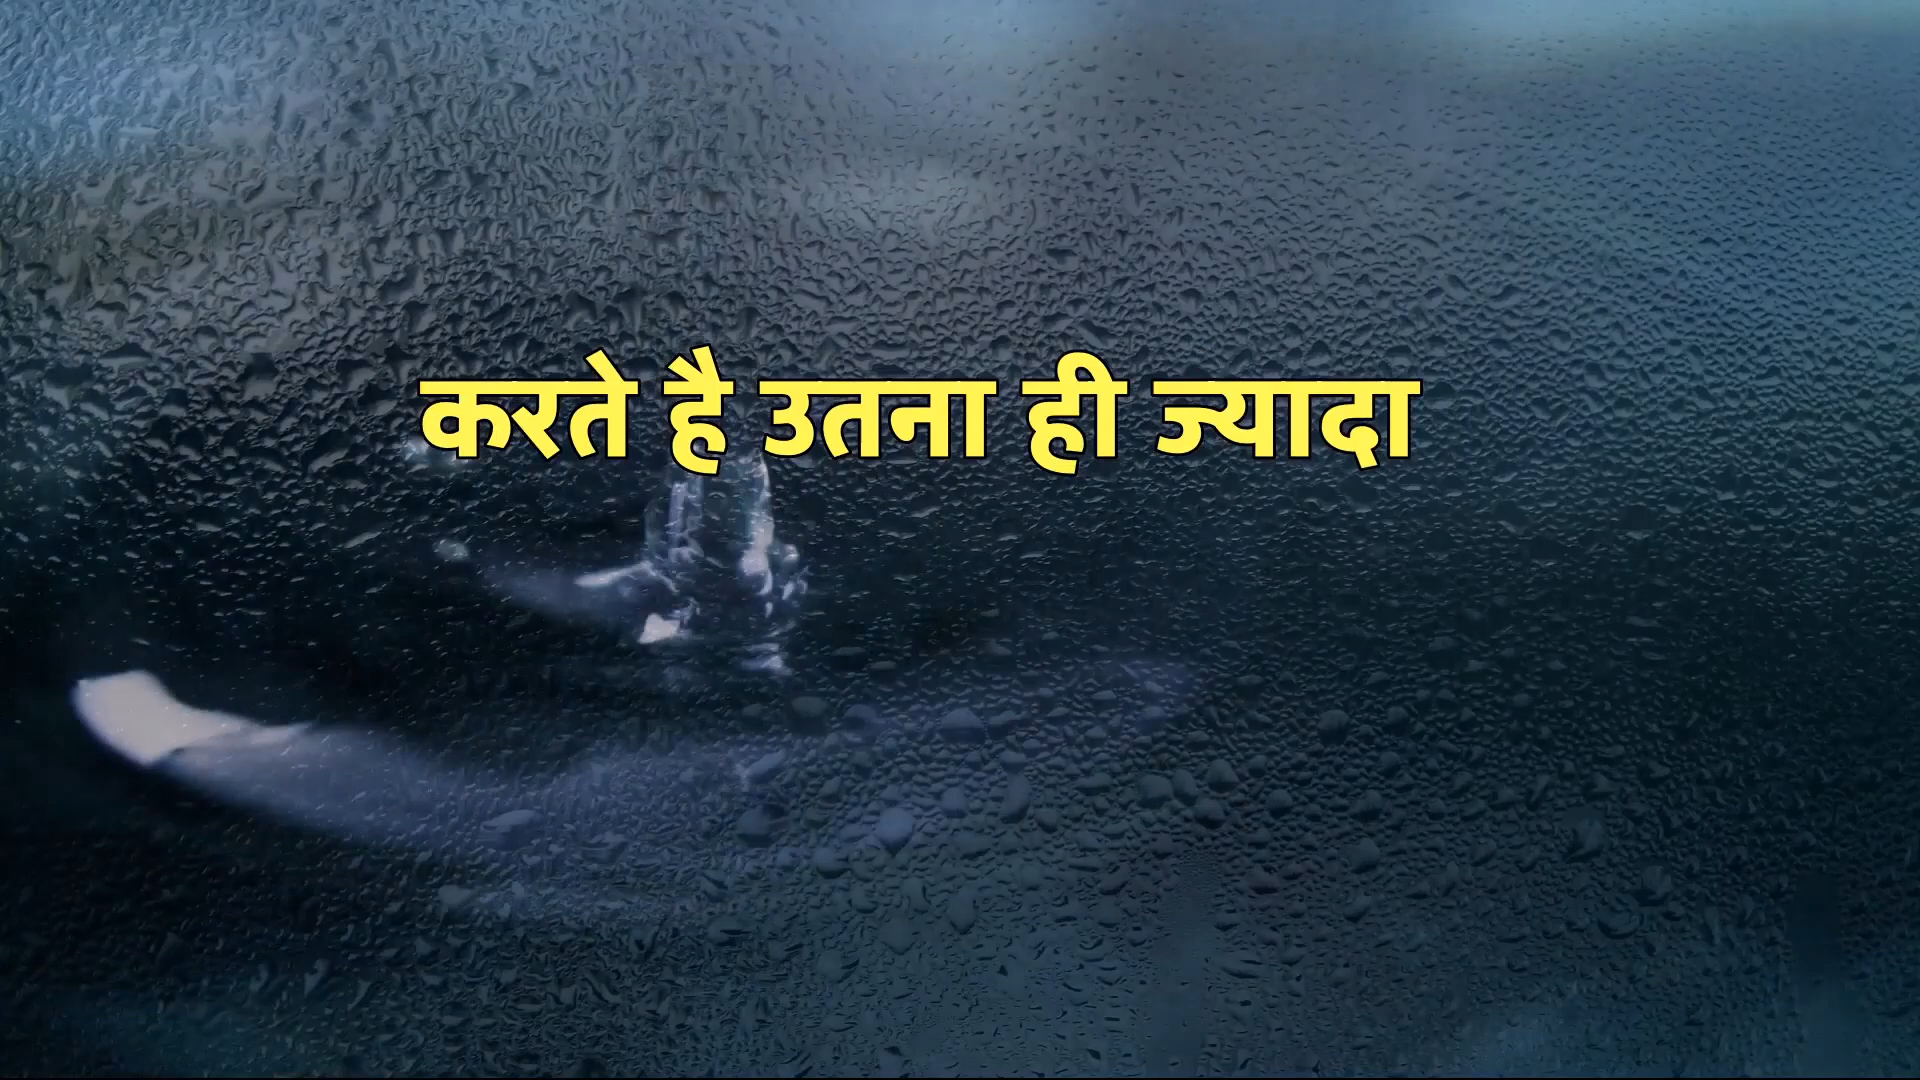 करते है उतना ही ज्यादा